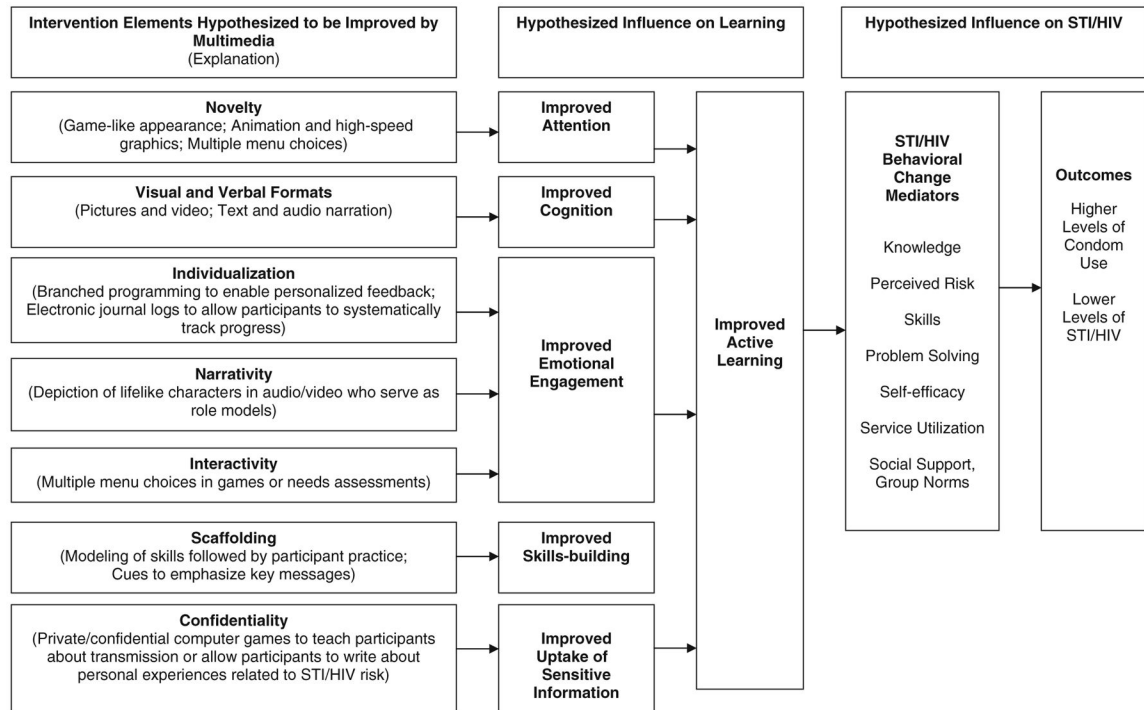 Intervention Elements Hypothesized to be Improved by
Multimedia
(Explanation)
Hypothesized Influence on Learning
Hypothesized Influence on STI/HIV
Novelty
(Game-like appearance; Animation and high-speed
graphics; Multiple menu choices)
Visual and Verbal Formats
(Pictures and video; Text and audio narration)
Individualization
(Branched programming to enable personalized feedback;
Electronic journal logs to allow participants to systematically
track progress)
Narrativity
(Depiction of lifelike characters in audio/video who serve as
role models)
Interactivity
(Multiple menu choices in games or needs assessments)
Scaffolding
(Modeling of skills followed by participant practice;
Cues to emphasize key messages)
Confidentiality
(Private/confidential computer games to teach participants
about transmission or allow participants to write about
personal experiences related to STI/HIV risk)
Improved
Attention
Improved
Cognition
Improved
Emotional
Engagement
Improved
Skills-building
Improved
Uptake of
Sensitive
Information
Improved
Active
Learning
STI/HIV
Behavioral
Change
Mediators
Knowledge
Perceived Risk
Skills
Problem Solving
Self-efficacy
Service Utilization
Social Support,
Group Norms
Outcomes
Higher
Levels of
Condom
Use
Lower
Levels of
STI/HIV